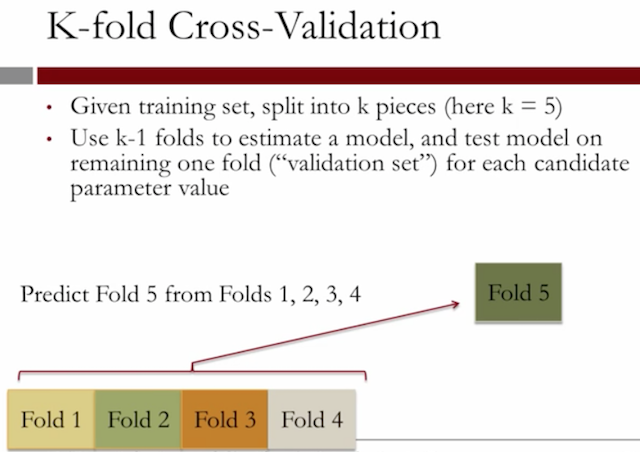 K-fold Cross-Validation
• Given training set, split into k pieces (here k = 5)
• Use k-1 folds to estimate a model, and test model on
remaining one fold (“validation set”) for each candidate
parameter value
Predict Fold 5 from Folds 1, 2, 3, 4
Fold 5
Fold 1 Fold 2 Fold 3 Fold 4